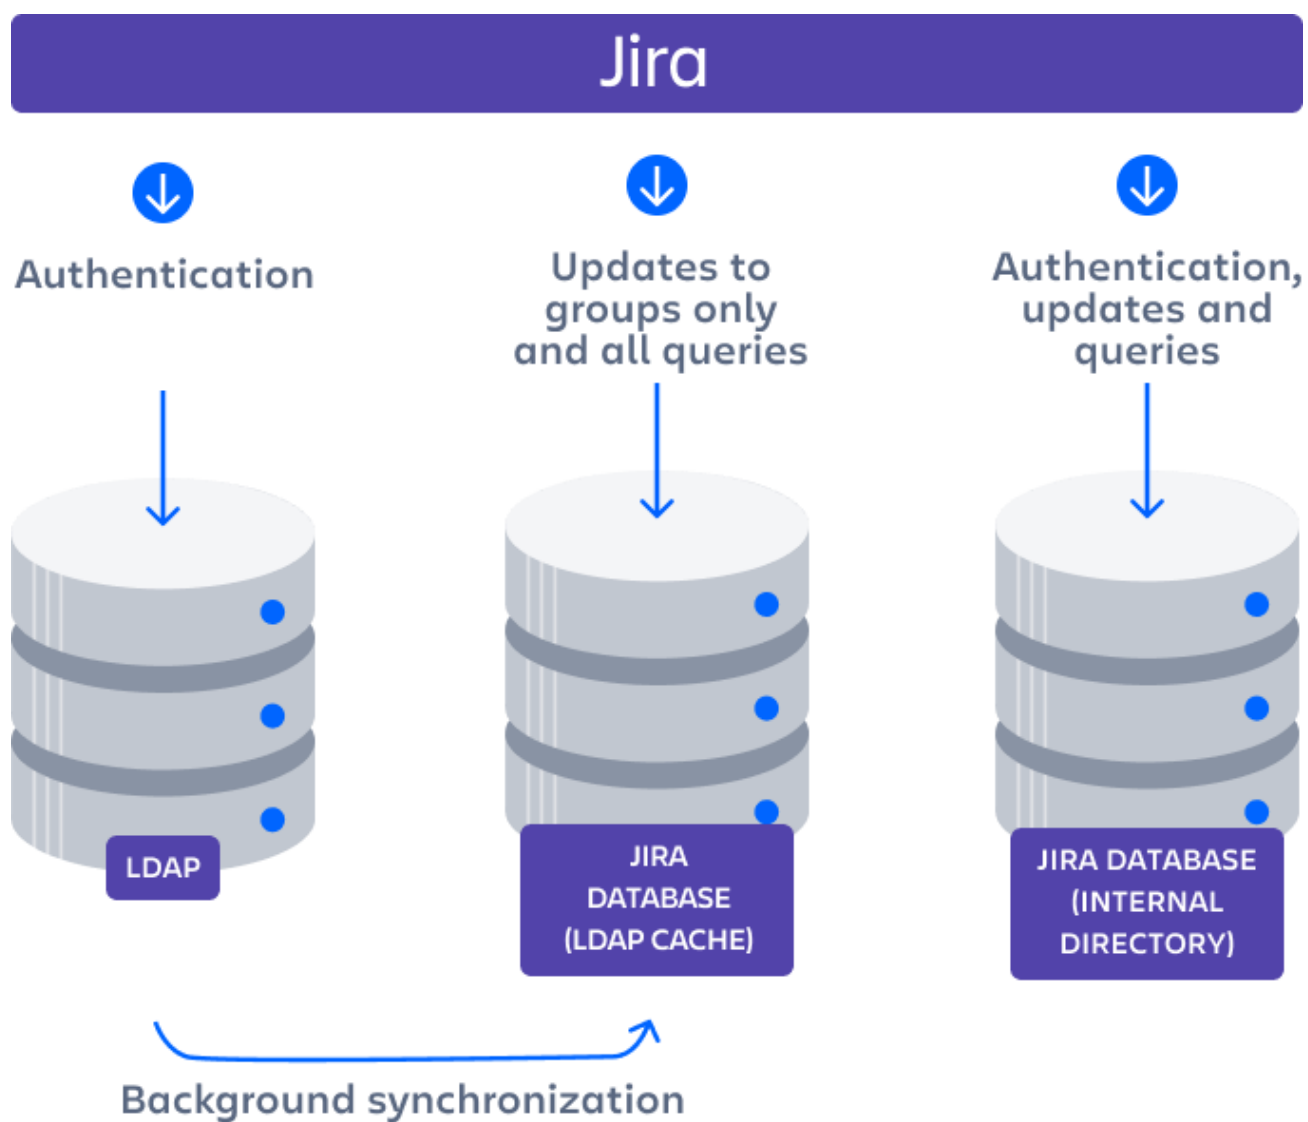 Jira
Authentication
Updates to
groups only
and all queries
Authentication,
updates and
queries
LDAP
JIRA
DATABASE
(LDAP CACHE)
JIRA DATABASE
(INTERNAL
DIRECTORY)
Background synchronization